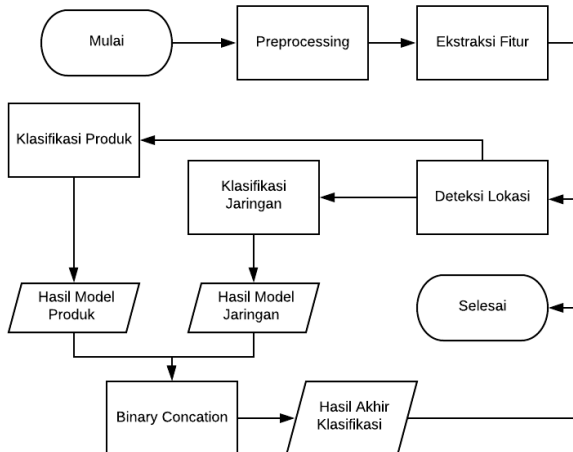 Mulai
Preprocessing
Ekstraksi Fitur
Klasifikasi Produk
Klasifikasi
Jaringan
Deteksi Lokasi
Hasil Model
Produk
Hasil Model
Jaringan
Selesai
Binary Concation
Hasil Akhir
Klasifikasi